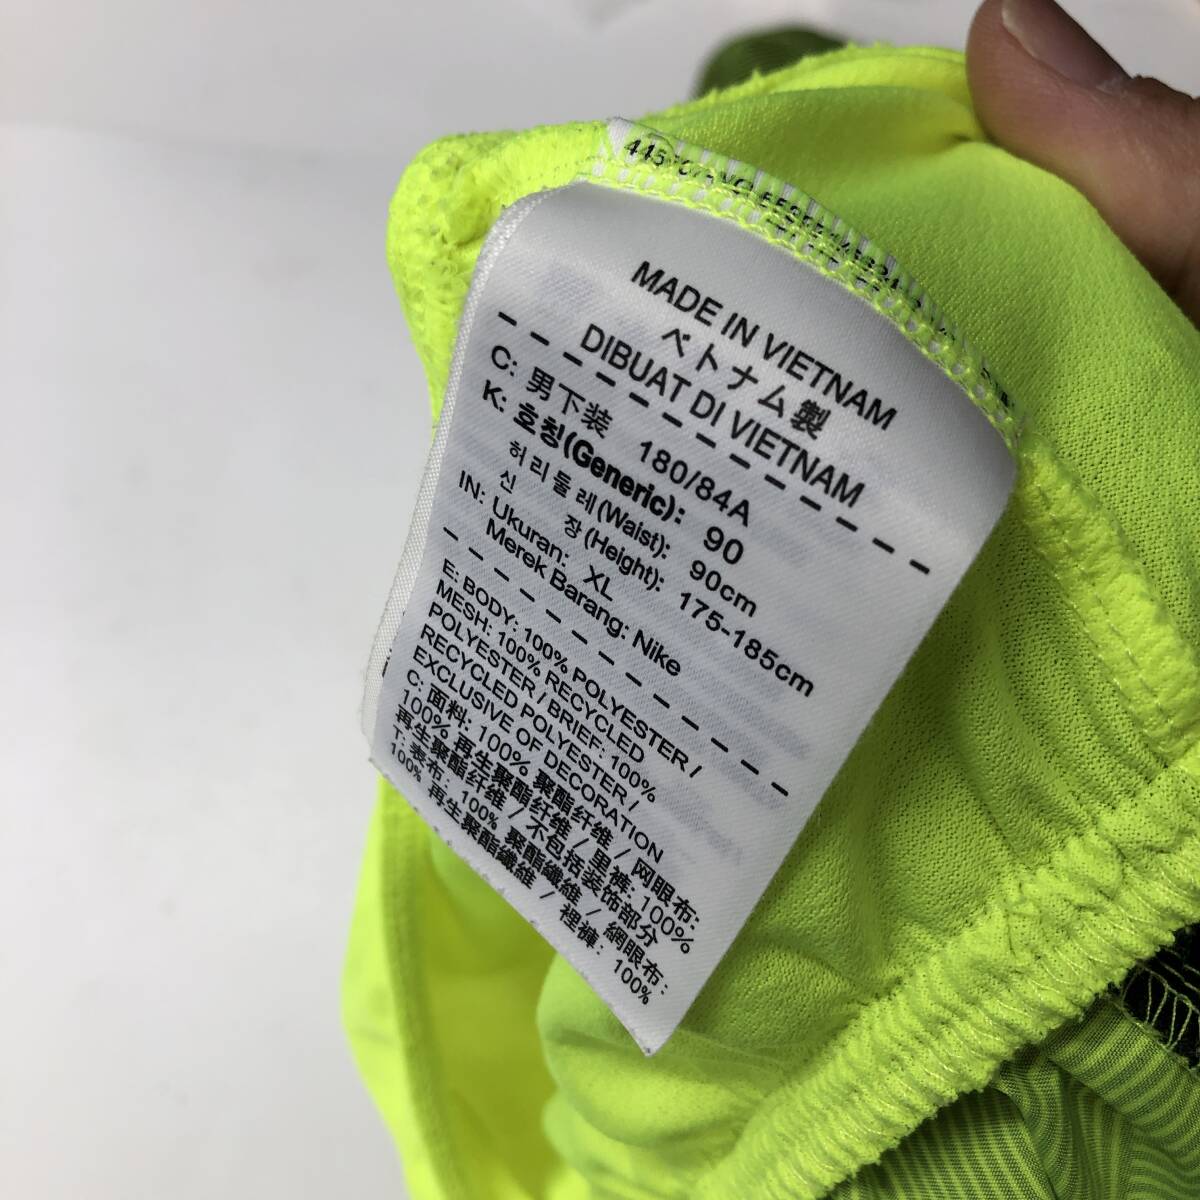 MADE IN VIETNAM
ベトナム製
DIBUAT DI VIETNAM
C: 男下装 180/84A
K: 호칭(Generic): 90
허리둘레(Waist): 90cm
신 장 (Height): 175-185cm
IN: Ukuran: XL
Merek Barang: Nike
E: BODY: 100% POLYESTER /
MESH: 100% RECYCLED
POLYESTER / BRIEF: 100%
RECYCLED POLYESTER /
EXCLUSIVE OF DECORATION
C: 面料: 100% 聚酯纤维 / 网眼布:
100% 再生聚酯纤维 / 里裤: 100%
再生聚酯纤维 / 不包括装饰部分
T: 表布: 100% 聚酯纖維 / 網眼布:
100% 再生聚酯纖維 / 裡褲: 100%